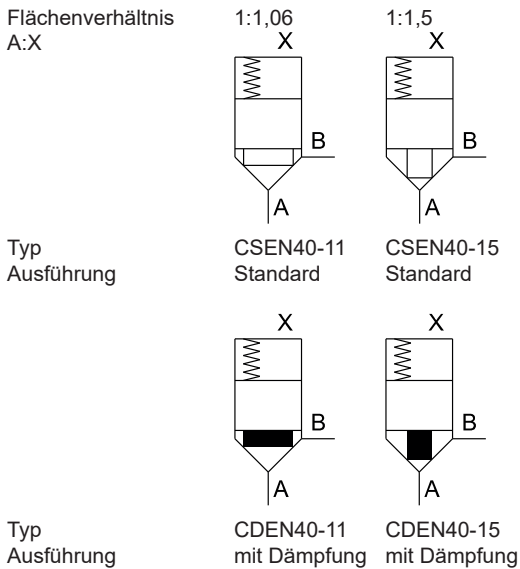 Flächenverhältnis 1:1,06 1:1,5
A:X
X X
B B
A A
Typ CSEN40-11 CSEN40-15
Ausführung Standard Standard
X X
B B
A A
Typ CDEN40-11 CDEN40-15
Ausführung mit Dämpfung mit Dämpfung